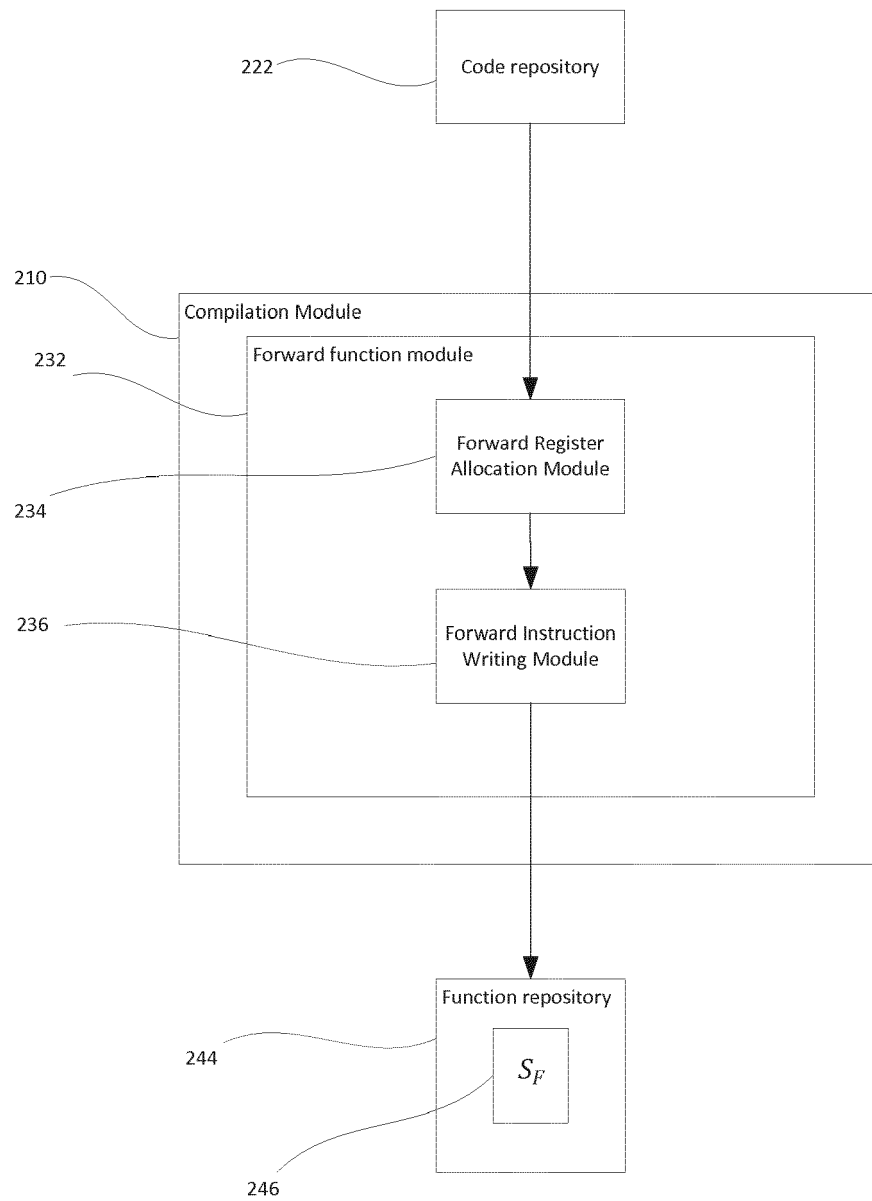 Code repository
222
210
Compilation Module
Forward function module
232
Forward Register
Allocation Module
234
236
Forward Instruction
Writing Module
Function repository
S_F
244
246